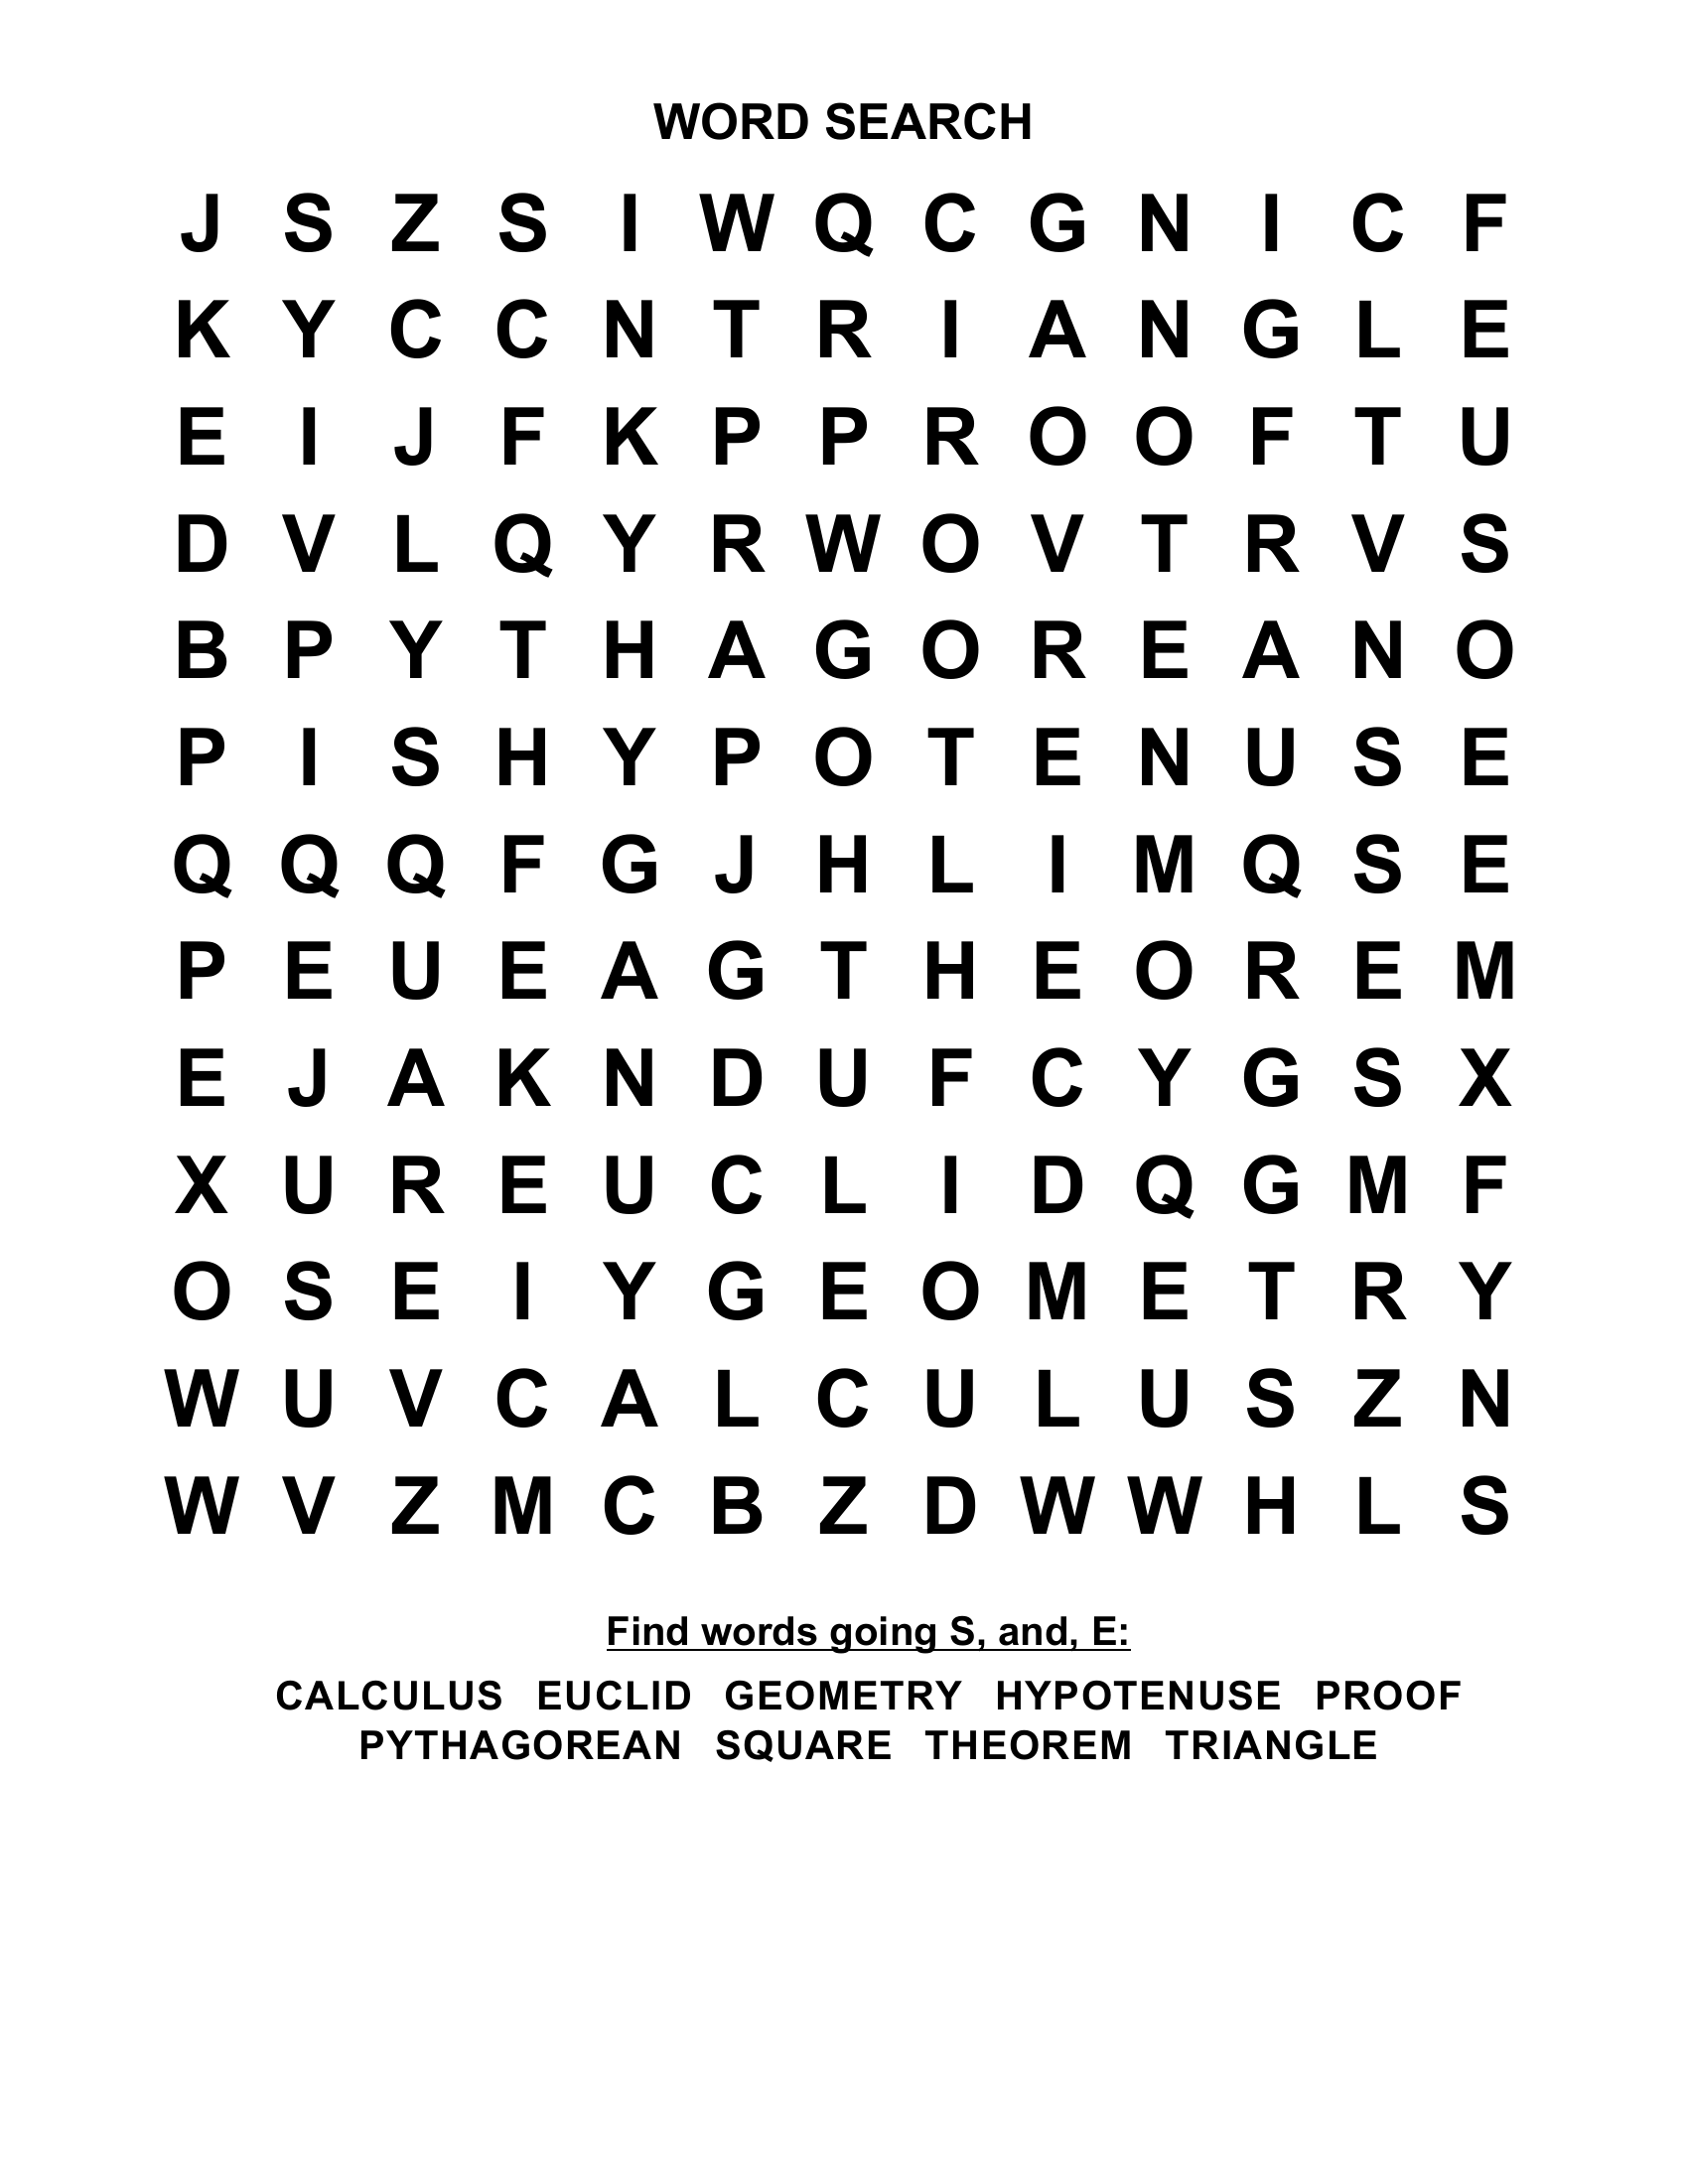 WORD SEARCH
J S Z S I W Q C G N I C F
K Y C C N T R I A N G L E
E I J F K P P R O O F T U
D V L Q Y R W O V T R V S
B P Y T H A G O R E A N O
P I S H Y P O T E N U S E
Q Q Q F G J H L I M Q S E
P E U E A G T H E O R E M
E J A K N D U F C Y G S X
X U R E U C L I D Q G M F
O S E I Y G E O M E T R Y
W U V C A L C U L U S Z N
W V Z M C B Z D W W H L S
Find words going S, and, E:
CALCULUS EUCLID GEOMETRY HYPOTENUSE PROOF
PYTHAGOREAN SQUARE THEOREM TRIANGLE